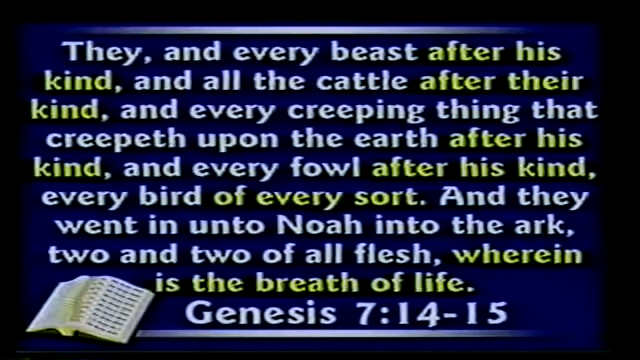 They, and every beast after his
kind, and all the cattle after their
kind, and every creeping thing that
creepeth upon the earth after his
kind, and every fowl after his kind,
every bird of every sort. And they
went in unto Noah into the ark,
two and two of all flesh, wherein
is the breath of life.
Genesis 7:14-15